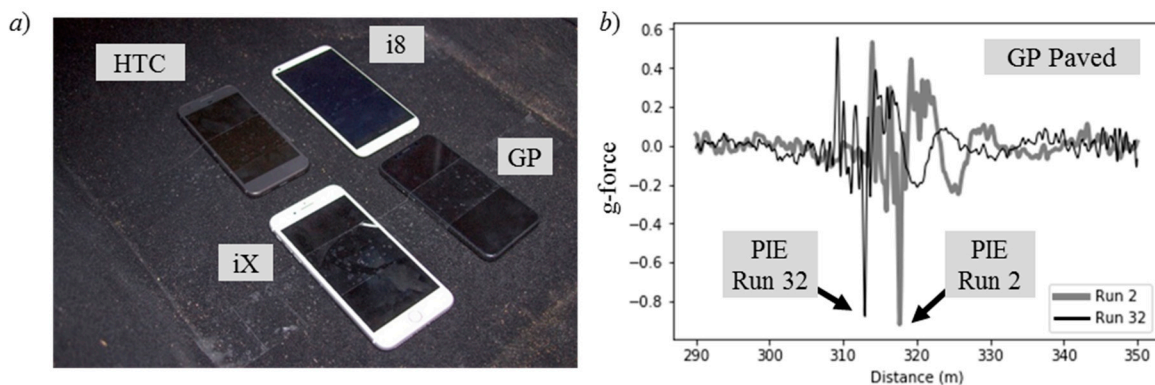 a)
HTC
i8
GP
iX
b)
GP Paved
g-force
0.6
0.4
0.2
0.0
−0.2
−0.4
−0.6
−0.8
PIE
Run 32
PIE
Run 2
Run 2
Run 32
290 300 310 320 330 340 350
Distance (m)